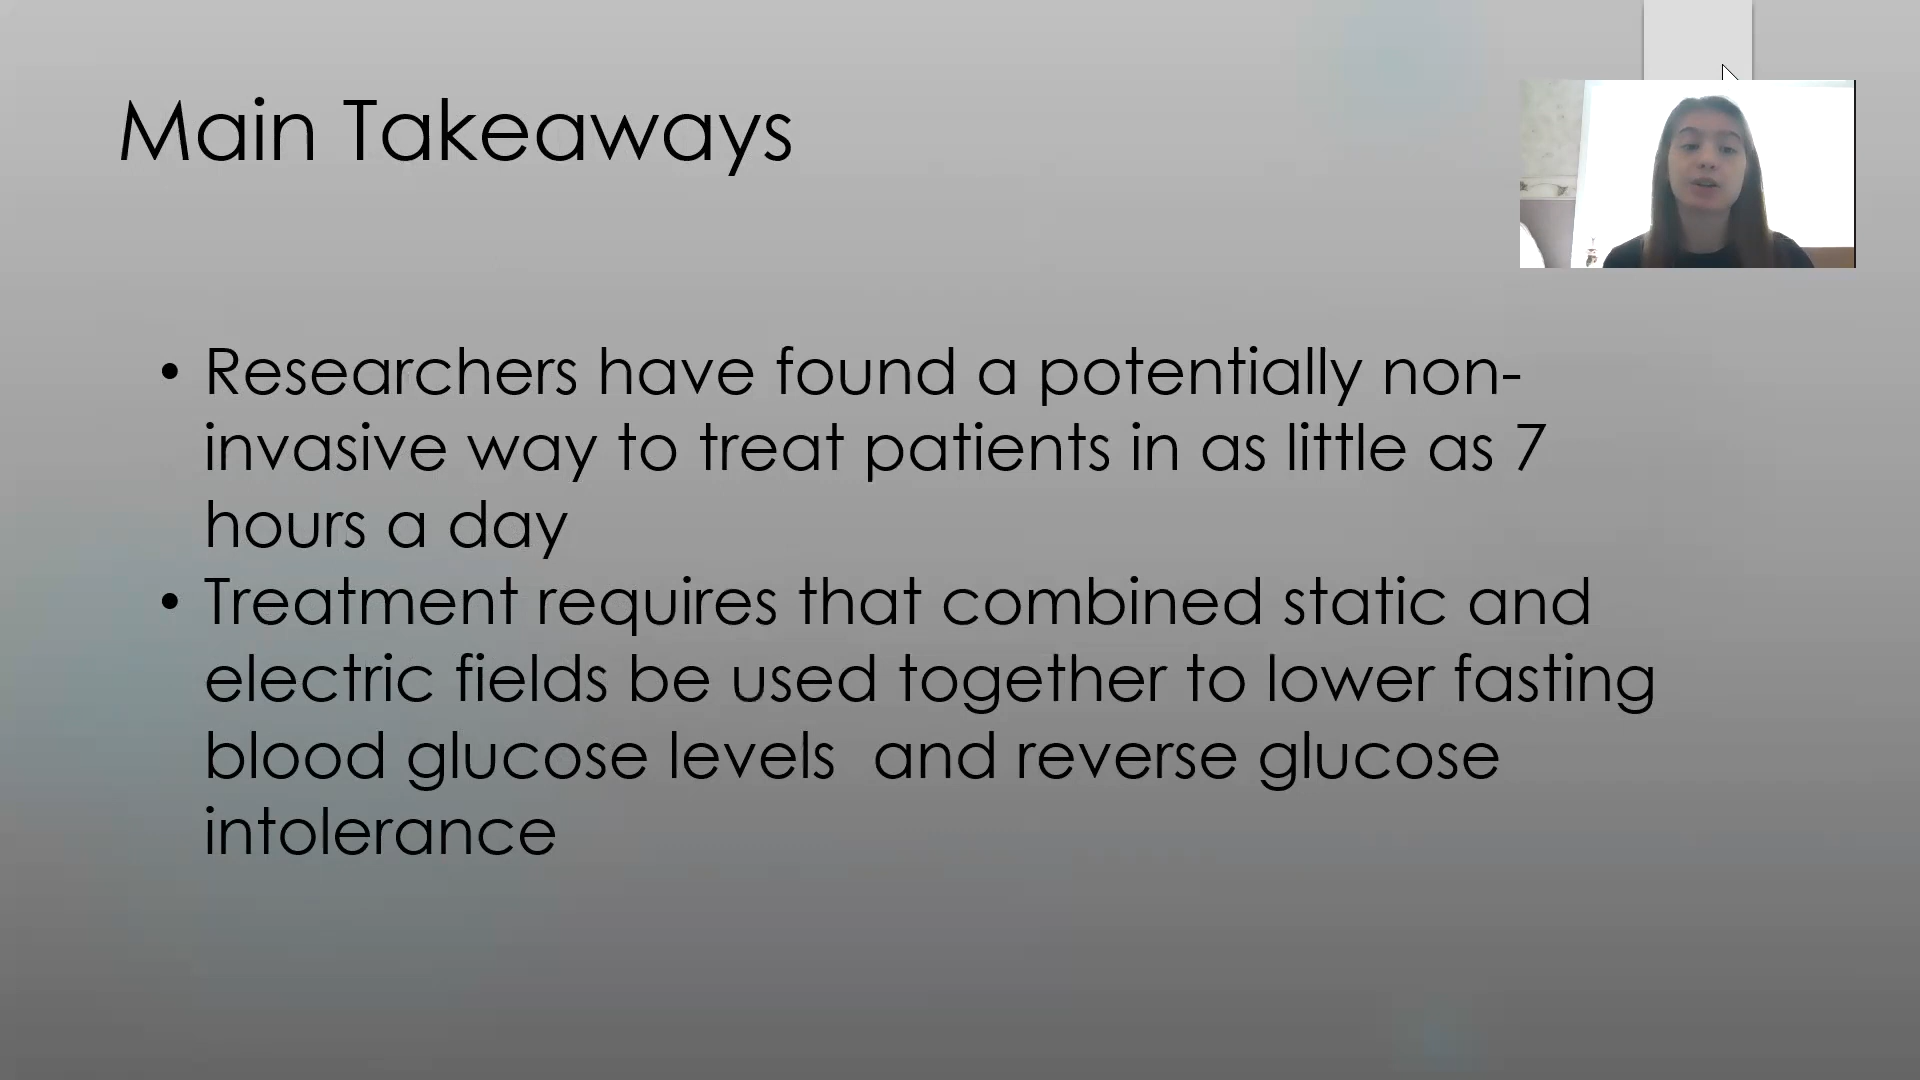 Main Takeaways
• Researchers have found a potentially non-
invasive way to treat patients in as little as 7
hours a day
• Treatment requires that combined static and
electric fields be used together to lower fasting
blood glucose levels  and reverse glucose
intolerance